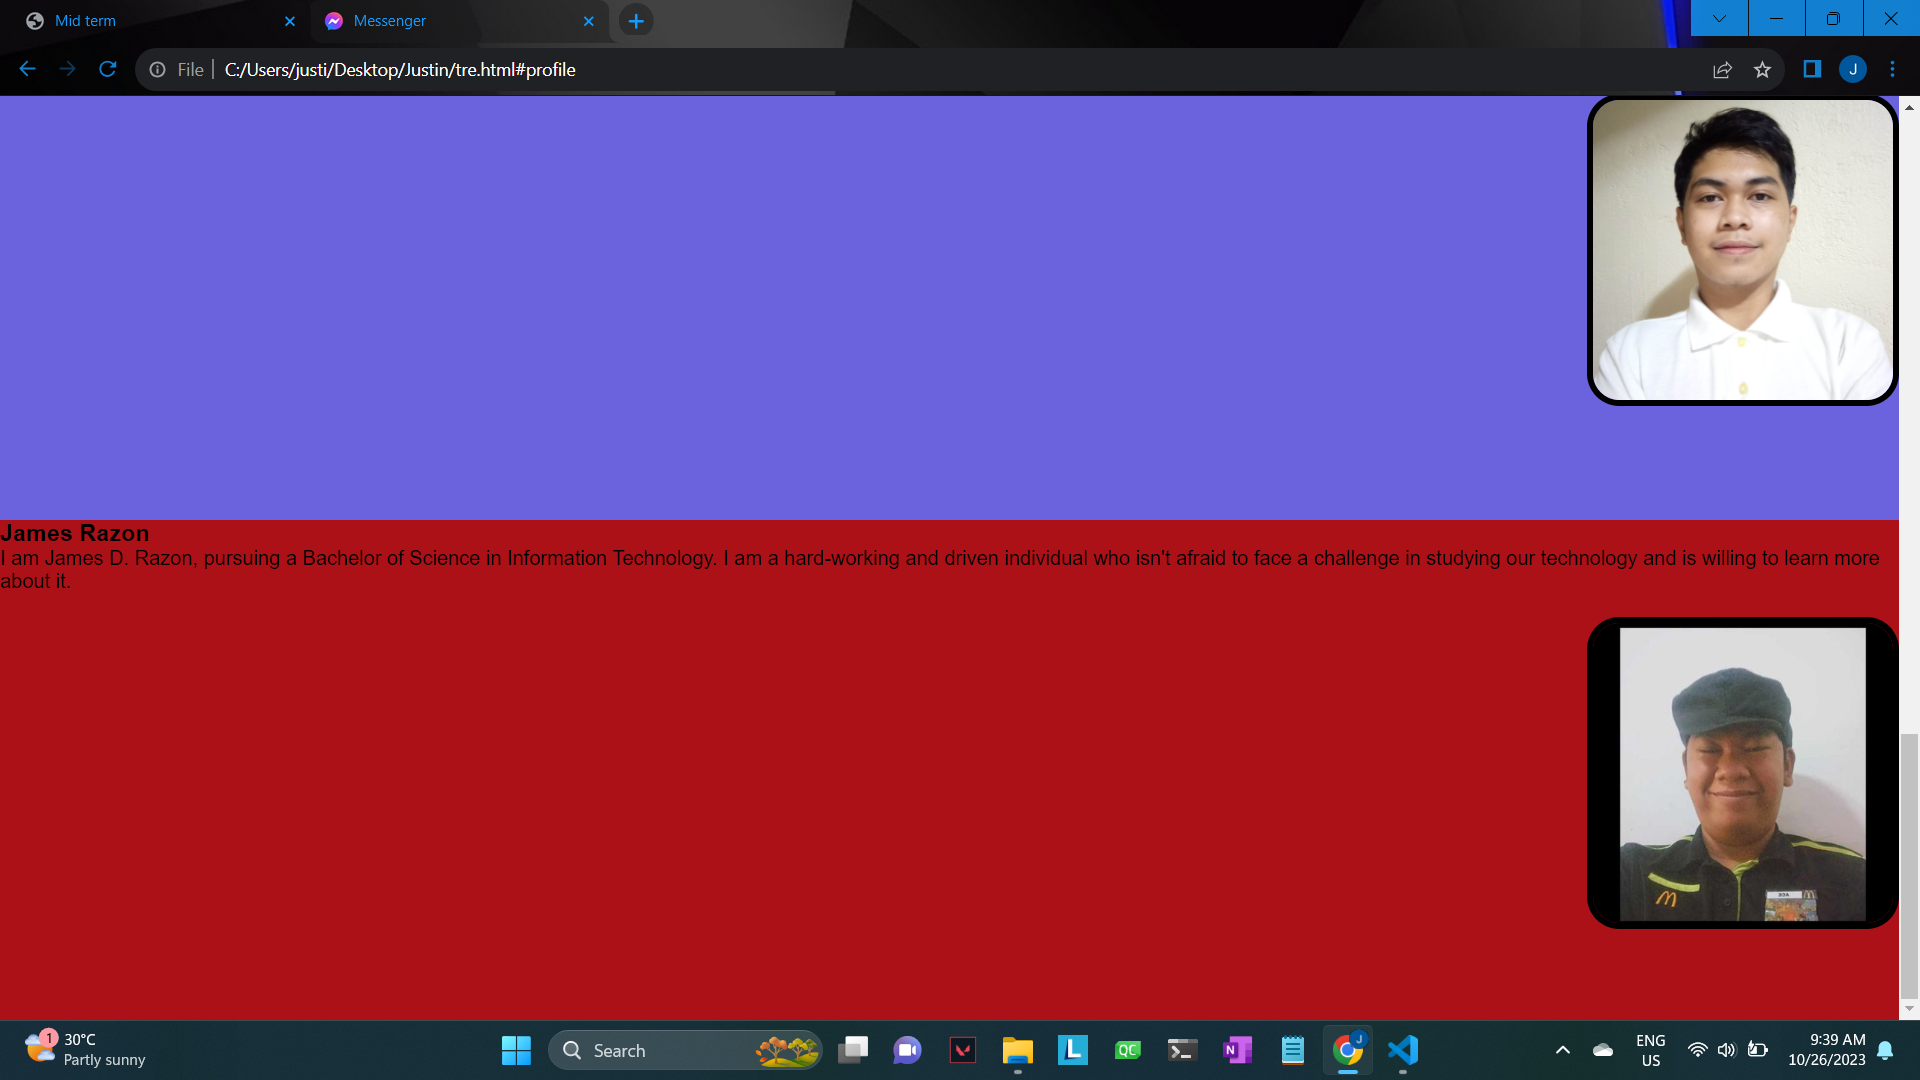 Mid term
Messenger
File
C:/Users/justi/Desktop/Justin/tre.html#profile
J
James Razon
I am James D. Razon, pursuing a Bachelor of Science in Information Technology. I am a hard-working and driven individual who isn't afraid to face a challenge in studying our technology and is willing to learn more
about it.
1
30°C
Partly sunny
Search
L
QC
N
J
ENG
US
9:39 AM
10/26/2023